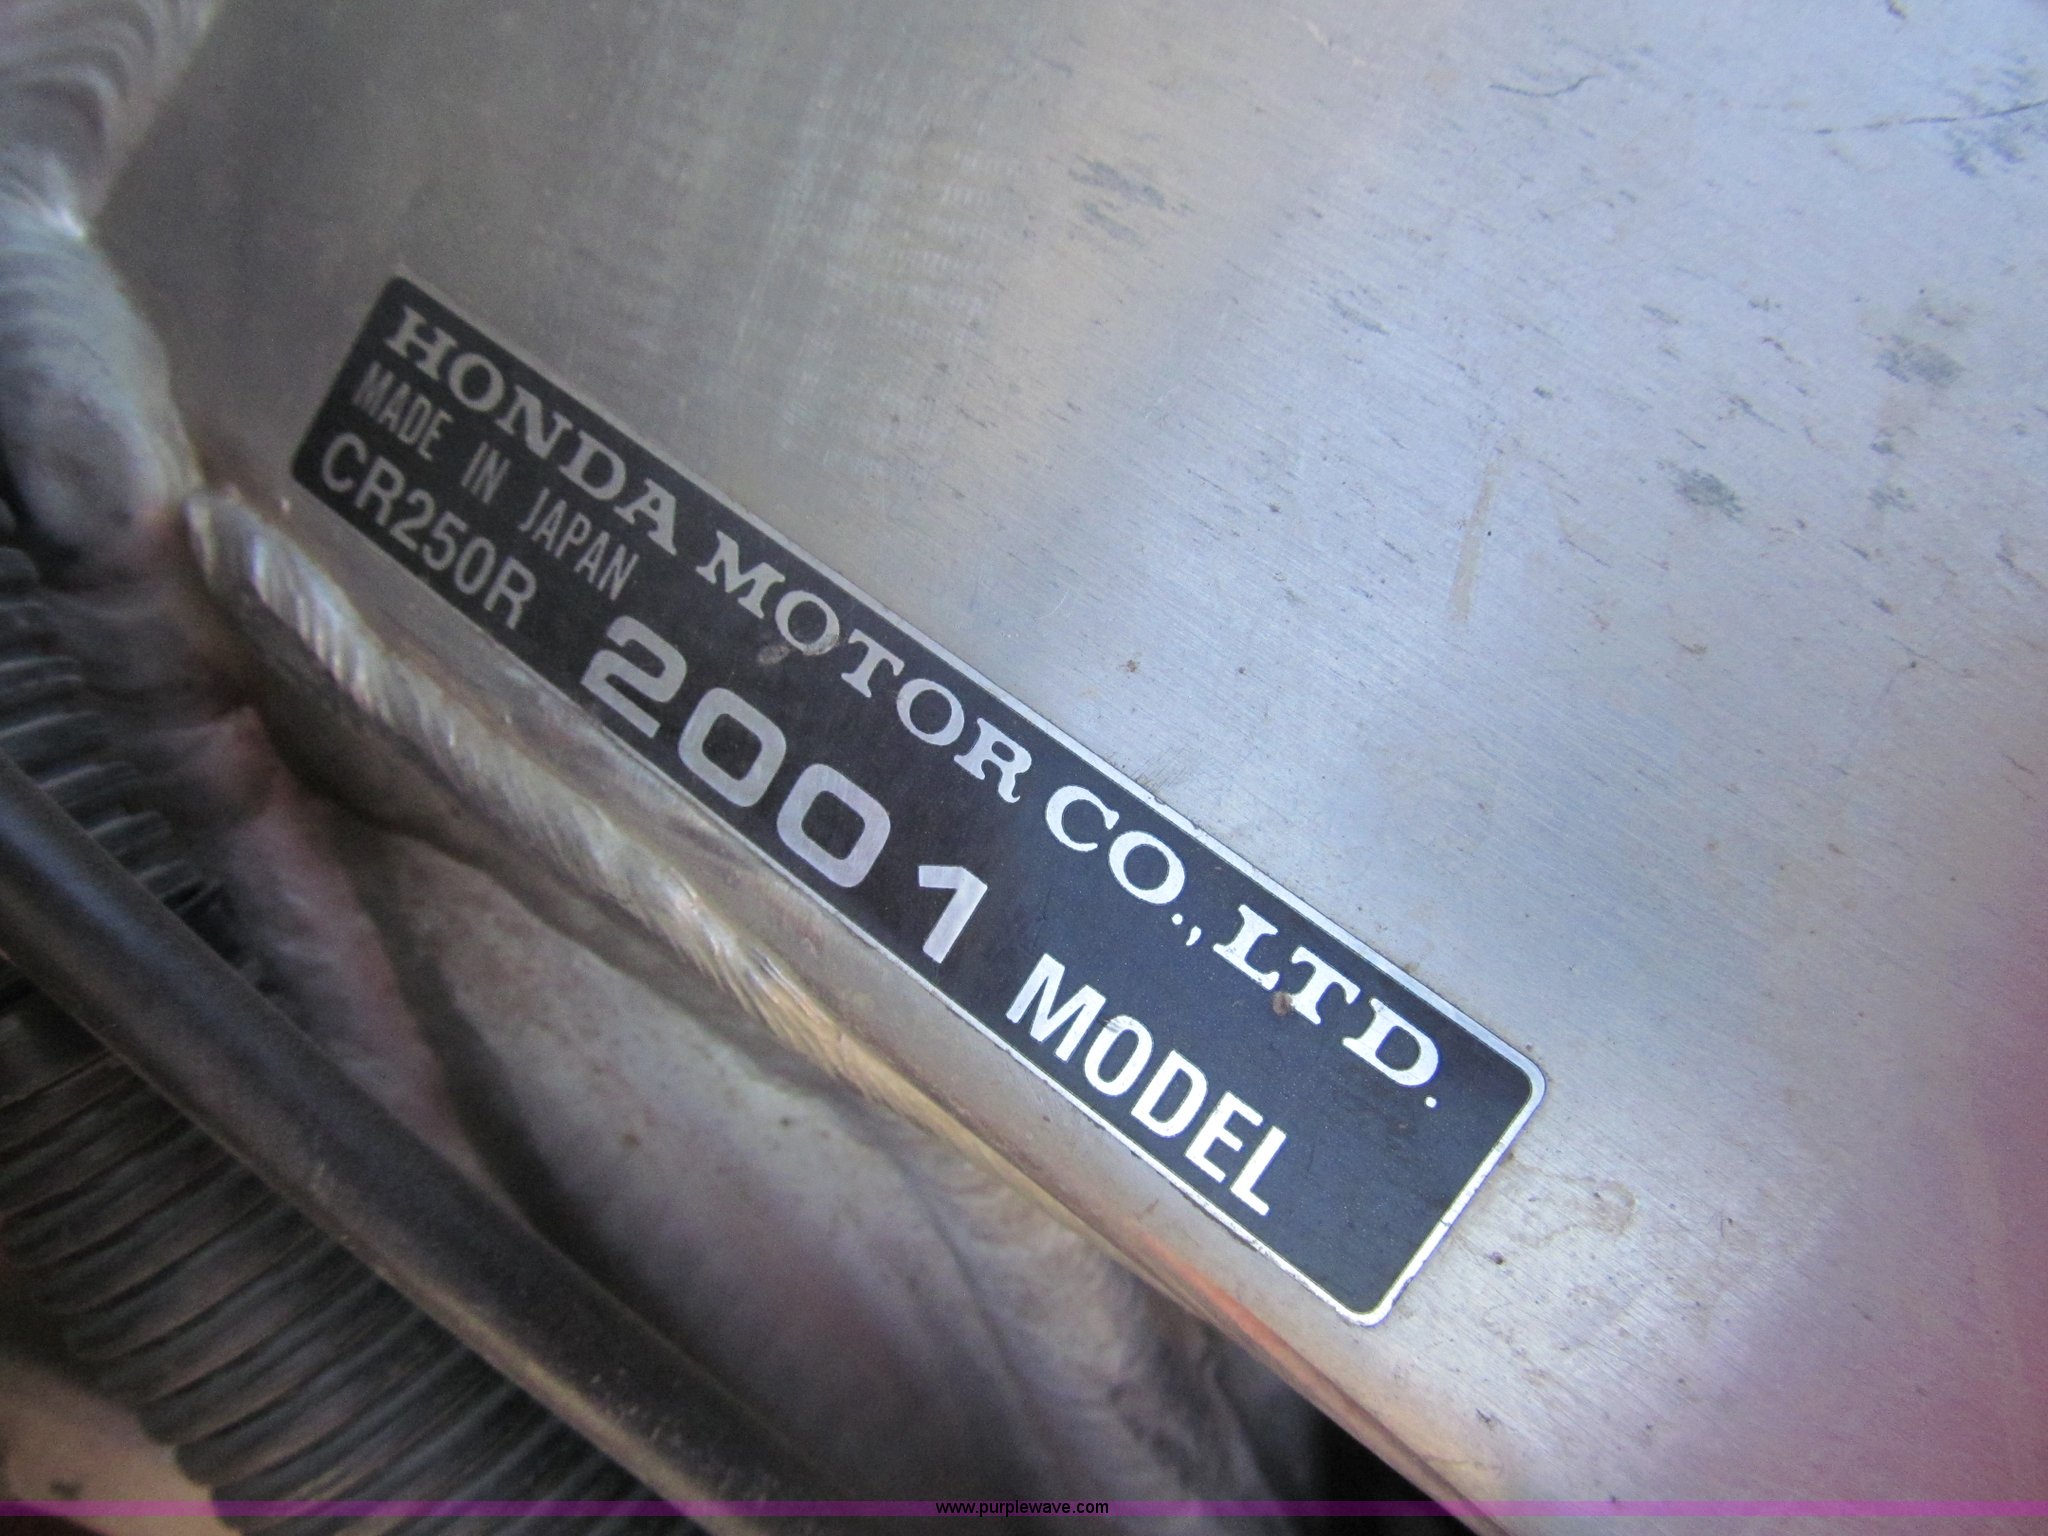 HONDA MOTOR CO., LTD.
MADE IN JAPAN
CR250R 2001 MODEL
www.purplewave.com